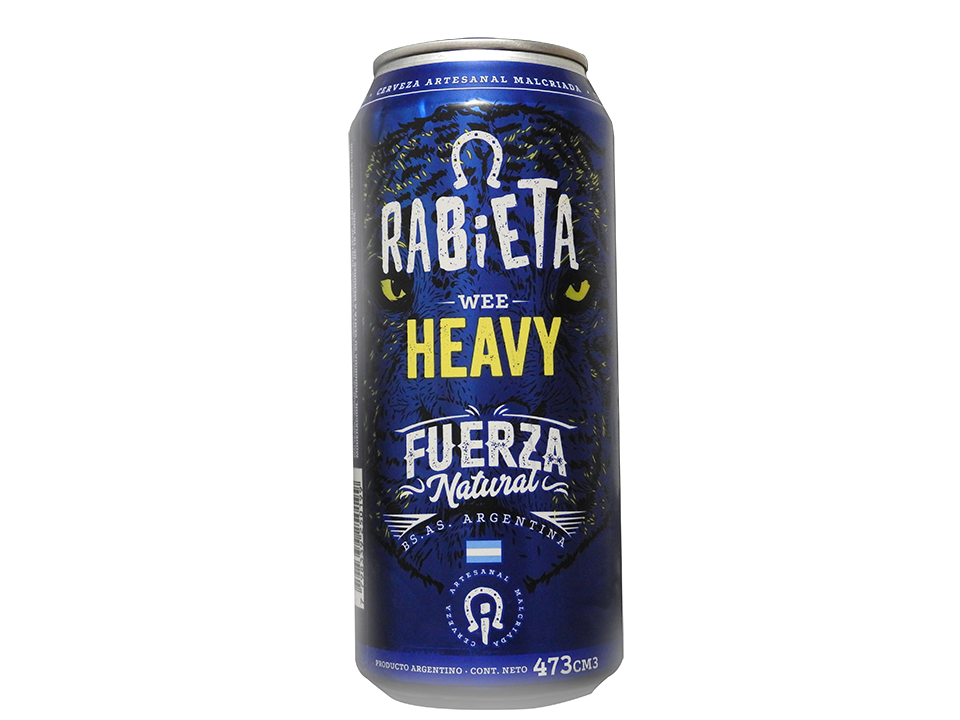 CERVEZA ARTESANAL MALCRIADA
RABiETA
WEE
HEAVY
FUERZA
Natural
BS.AS. ARGENTINA
CERVEZA ARTESANAL MALCRIADA
PRODUCTO ARGENTINO · CONT. NETO 473CM3